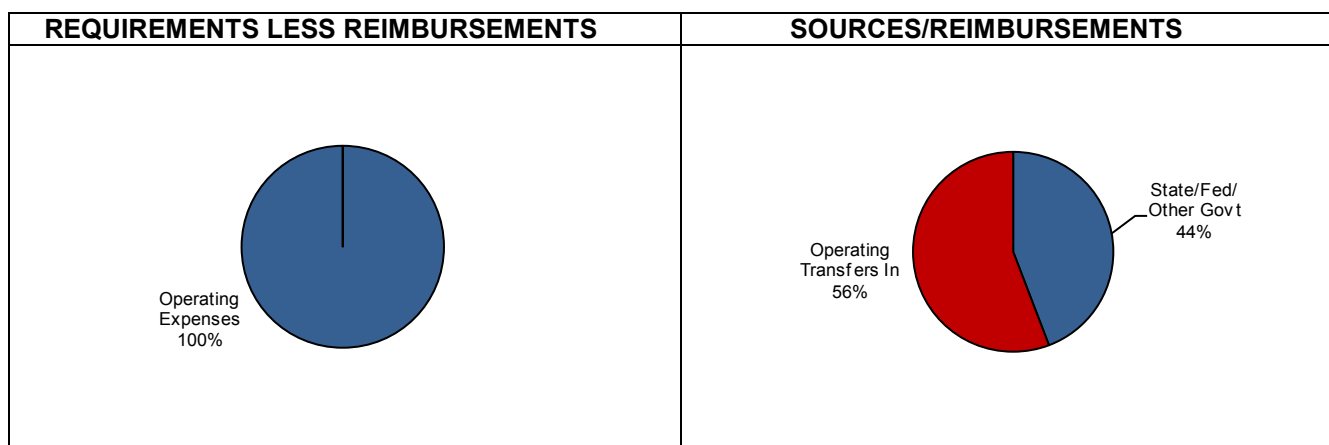 REQUIREMENTS LESS REIMBURSEMENTS
SOURCES/REIMBURSEMENTS
Operating
Expenses
100%
Operating
Transfers In
56%
State/Fed/
Other Govt
44%